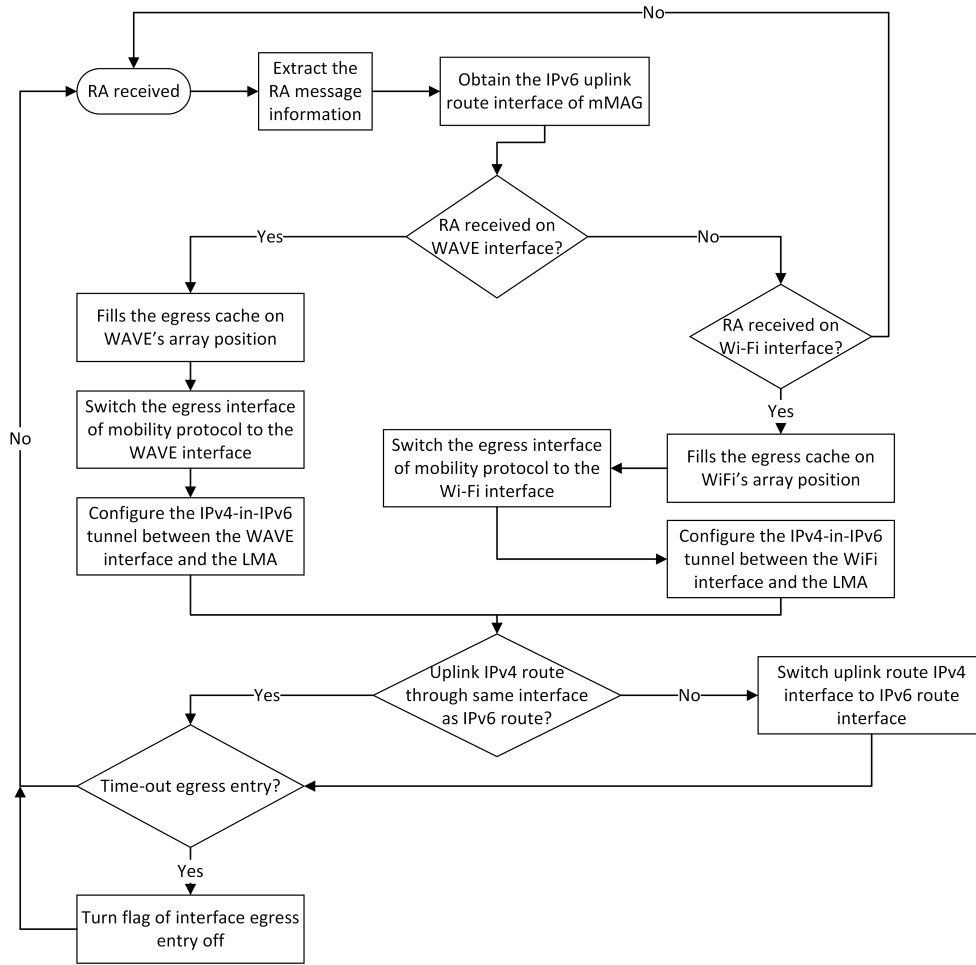 No
RA received
Extract the
RA message
information
Obtain the IPv6 uplink
route interface of mMAG
RA received on
WAVE interface?
Yes
No
Fills the egress cache on
WAVE's array position
RA received on
Wi-Fi interface?
Yes
Switch the egress interface
of mobility protocol to the
WAVE interface
No
Switch the egress interface
of mobility protocol to the
Wi-Fi interface
Fills the egress cache on
WiFi's array position
Configure the IPv4-in-IPv6
tunnel between the WAVE
interface and the LMA
Configure the IPv4-in-IPv6
tunnel between the WiFi
interface and the LMA
Uplink IPv4 route
through same interface
as IPv6 route?
Yes
No
Switch uplink route IPv4
interface to IPv6 route
interface
Time-out egress entry?
Yes
Turn flag of interface egress
entry off